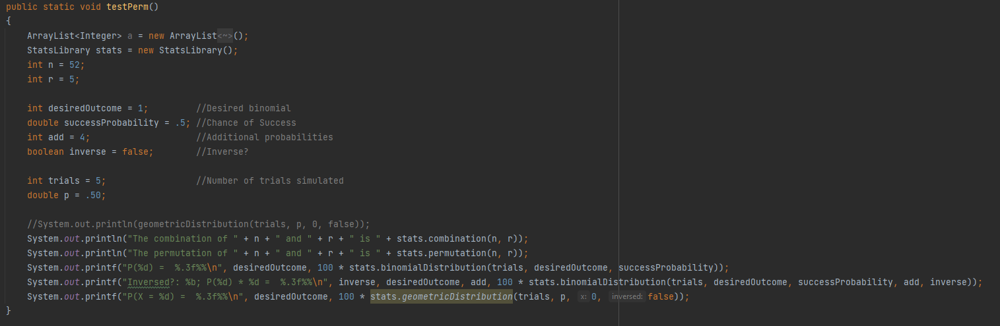 public static void testPerm()
{
    ArrayList<Integer> a = new ArrayList<~>();
    StatsLibrary stats = new StatsLibrary();
    int n = 52;
    int r = 5;

    int desiredOutcome = 1;         //Desired binomial
    double successProbability = .5; //Chance of Success
    int add = 4;                    //Additional probabilities
    boolean inverse = false;        //Inverse?

    int trials = 5;                 //Number of trials simulated
    double p = .50;

    //System.out.println(geometricDistribution(trials, p, 0, false));
    System.out.println("The combination of " + n + " and " + r + " is " + stats.combination(n, r));
    System.out.println("The permutation of " + n + " and " + r + " is " + stats.permutation(n, r));
    System.out.printf("P(%d) =  %.3f%%\n", desiredOutcome, 100 * stats.binomialDistribution(trials, desiredOutcome, successProbability));
    System.out.printf("Inversed?: %b; P(%d) * %d =  %.3f%%\n", inverse, desiredOutcome, add, 100 * stats.binomialDistribution(trials, desiredOutcome, successProbability, add, inverse));
    System.out.printf("P(X = %d) =  %.3f%%\n", desiredOutcome, 100 * stats.geometricDistribution(trials, p, x: 0, inversed: false));
}